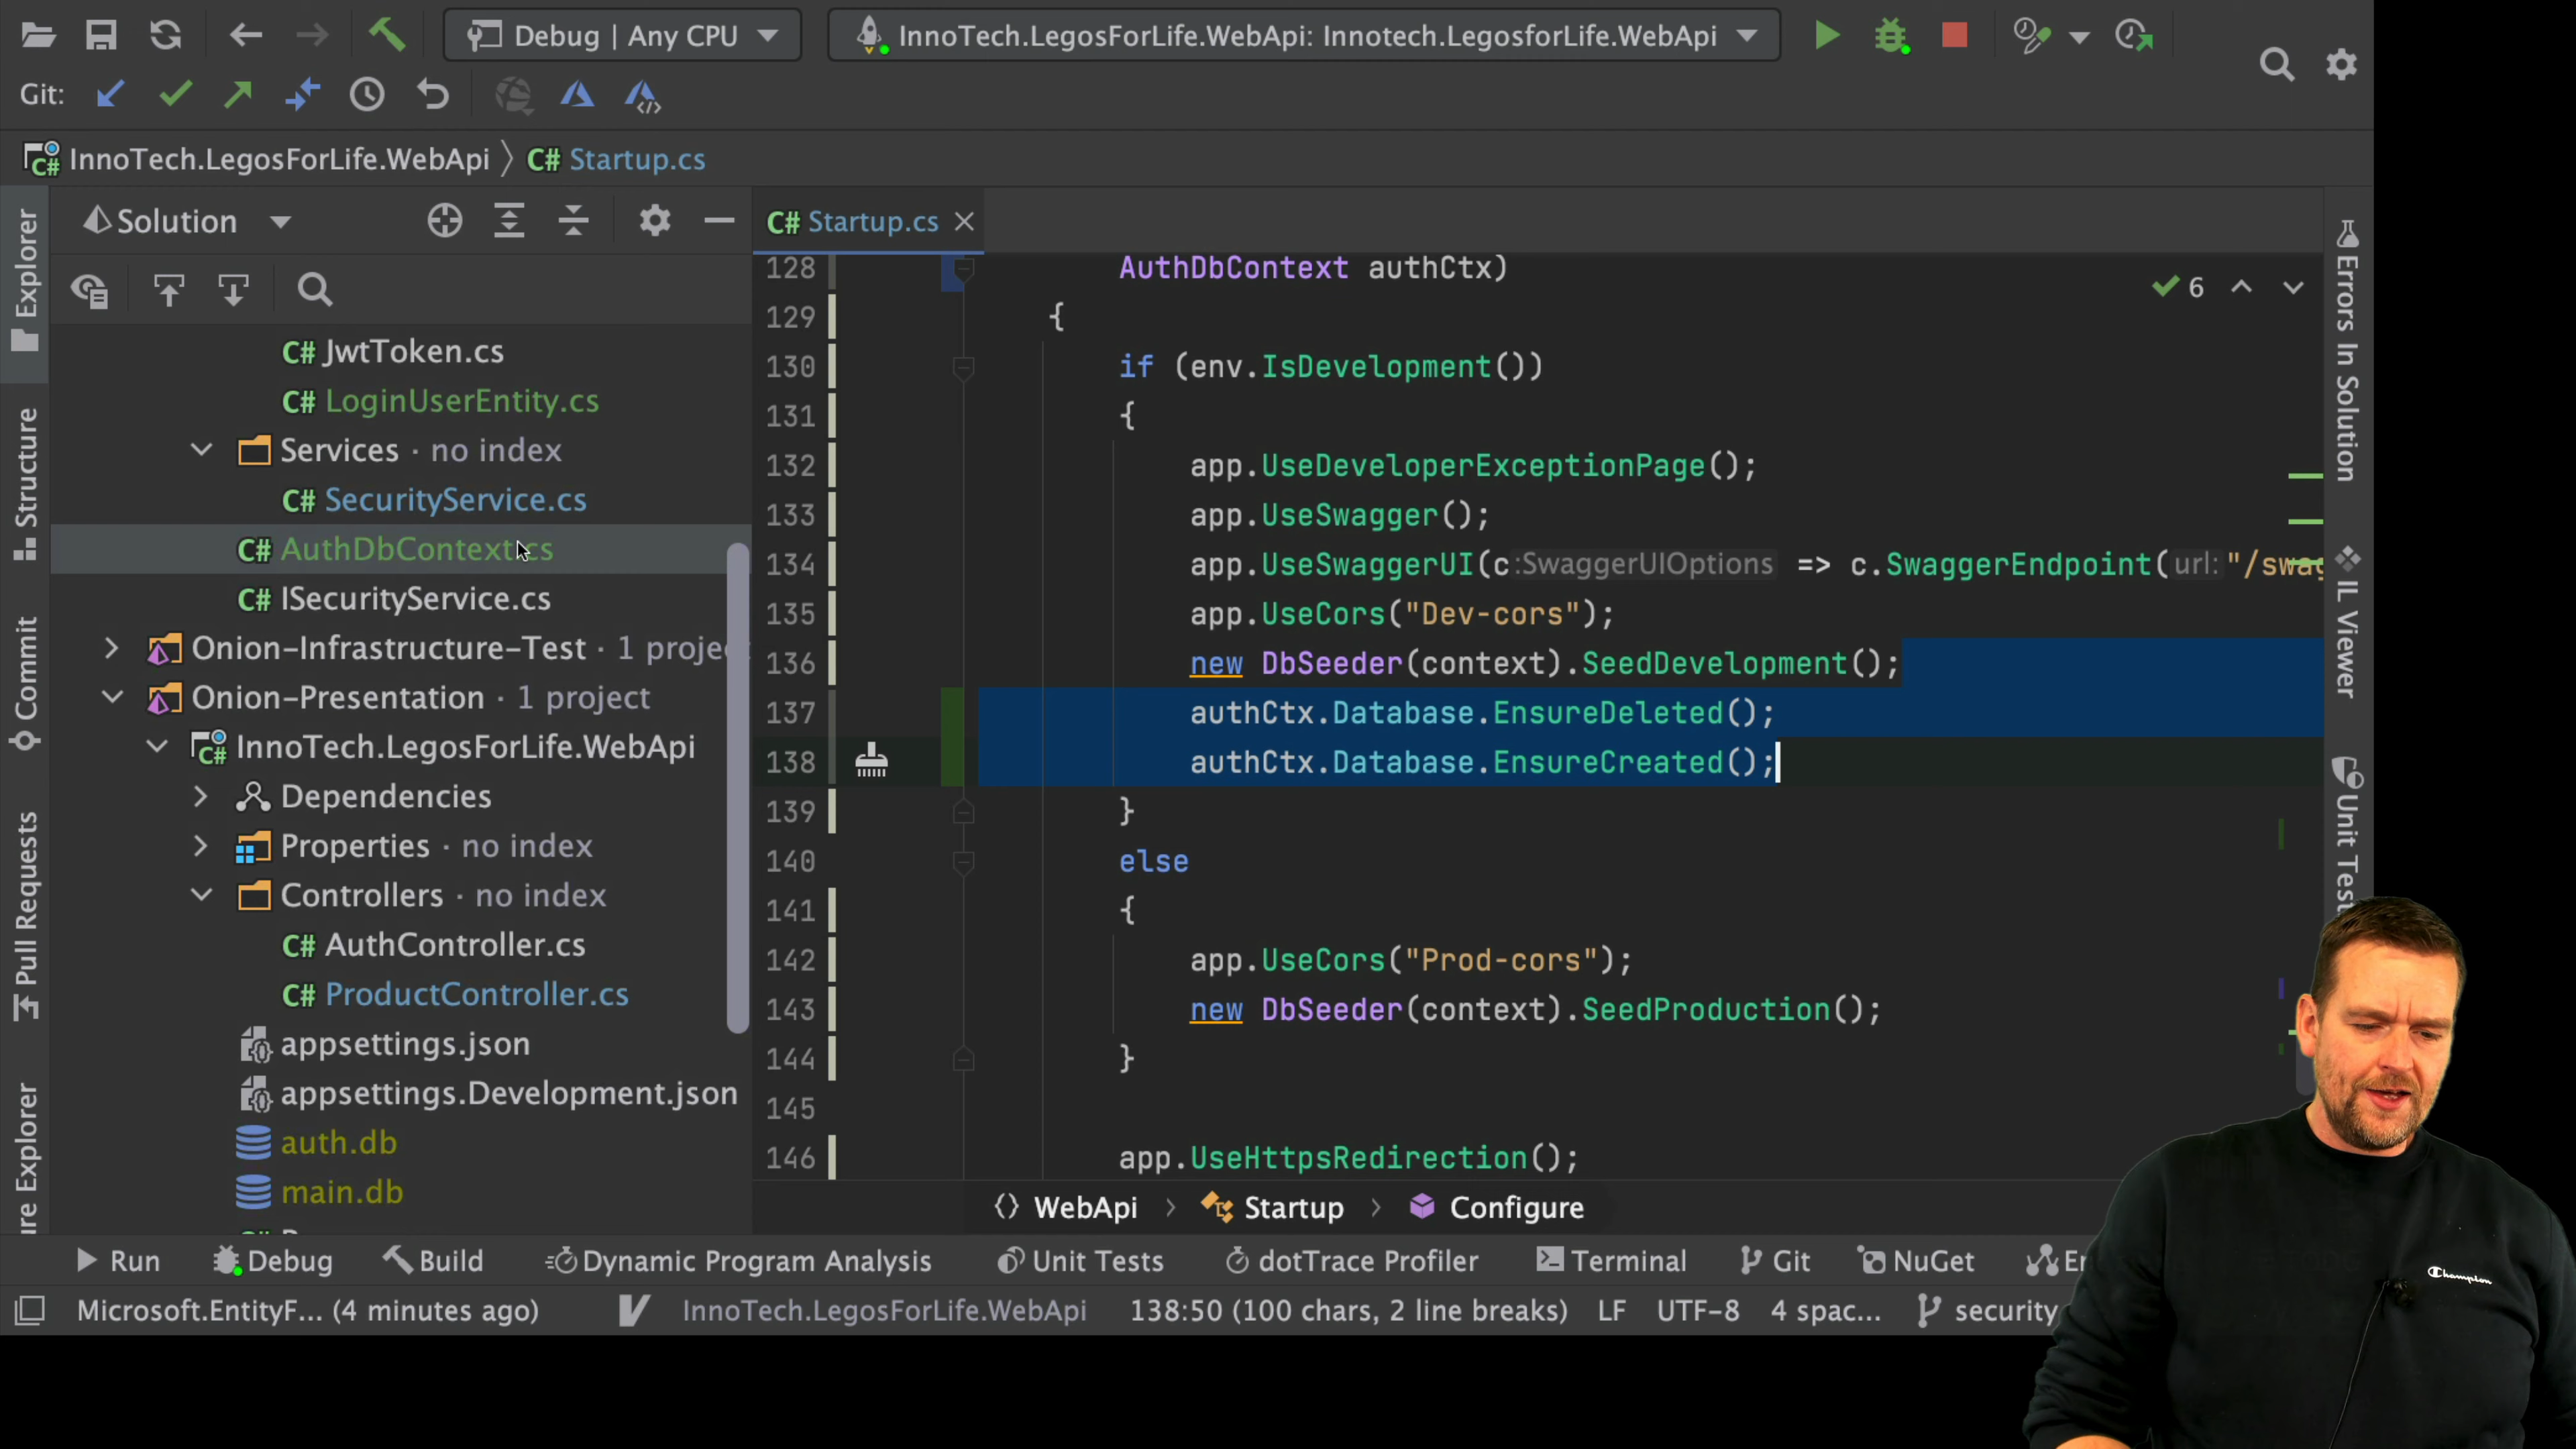 Debug | Any CPU
InnoTech.LegosForLife.WebApi: Innotech.LegosforLife.WebApi
Git:
InnoTech.LegosForLife.WebApi
C# Startup.cs
Explorer
Structure
Commit
Pull Requests
Solution
C# JwtToken.cs
C# LoginUserEntity.cs
Services · no index
C# SecurityService.cs
C# AuthDbContext.cs
C# ISecurityService.cs
Onion-Infrastructure-Test · 1
Onion-Presentation · 1 project
InnoTech.LegosForLife.WebApi
Dependencies
Properties · no index
Controllers · no index
C# AuthController.cs
C# ProductController.cs
appsettings.json
appsettings.Development.json
auth.db
main.db
C# Startup.cs
6
128 AuthDbContext authCtx)
129 {
130 if (env.IsDevelopment())
131 {
132 app.UseDeveloperExceptionPage();
133 app.UseSwagger();
134 app.UseSwaggerUI(c :SwaggerUIOptions => c.SwaggerEndpoint( url: "/swag
135 app.UseCors("Dev-cors");
136 new DbSeeder(context).SeedDevelopment();
137 authCtx.Database.EnsureDeleted();
138 authCtx.Database.EnsureCreated();
139 }
140 else
141 {
142 app.UseCors("Prod-cors");
143 new DbSeeder(context).SeedProduction();
144 }
145
146 app.UseHttpsRedirection();
Errors In Solution
IL Viewer
Unit Test
WebApi > Startup > Configure
Run Debug Build Dynamic Program Analysis Unit Tests dotTrace Profiler Terminal Git NuGet
Microsoft.EntityF... (4 minutes ago) InnoTech.LegosForLife.WebApi 138:50 (100 chars, 2 line breaks) LF UTF-8 4 spac... security
Champion